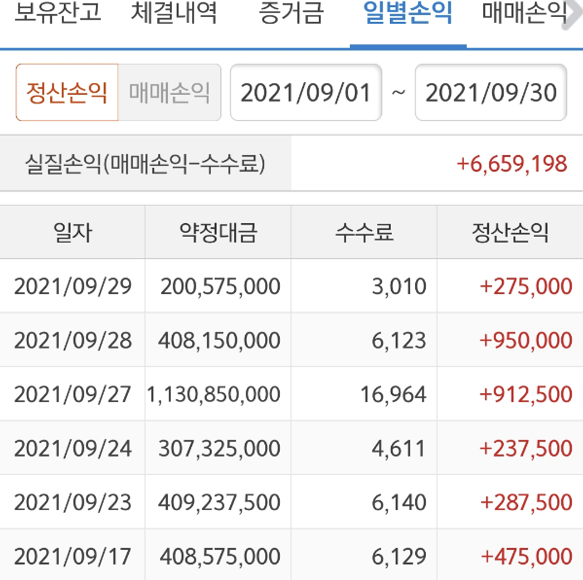 보유잔고 체결내역 증거금 일별손익 매매손익
정산손익 매매손익 2021/09/01 ~ 2021/09/30
실질손익(매매손익-수수료) +6,659,198
일자 약정대금 수수료 정산손익
2021/09/29 200,575,000 3,010 +275,000
2021/09/28 408,150,000 6,123 +950,000
2021/09/27 1,130,850,000 16,964 +912,500
2021/09/24 307,325,000 4,611 +237,500
2021/09/23 409,237,500 6,140 +287,500
2021/09/17 408,575,000 6,129 +475,000